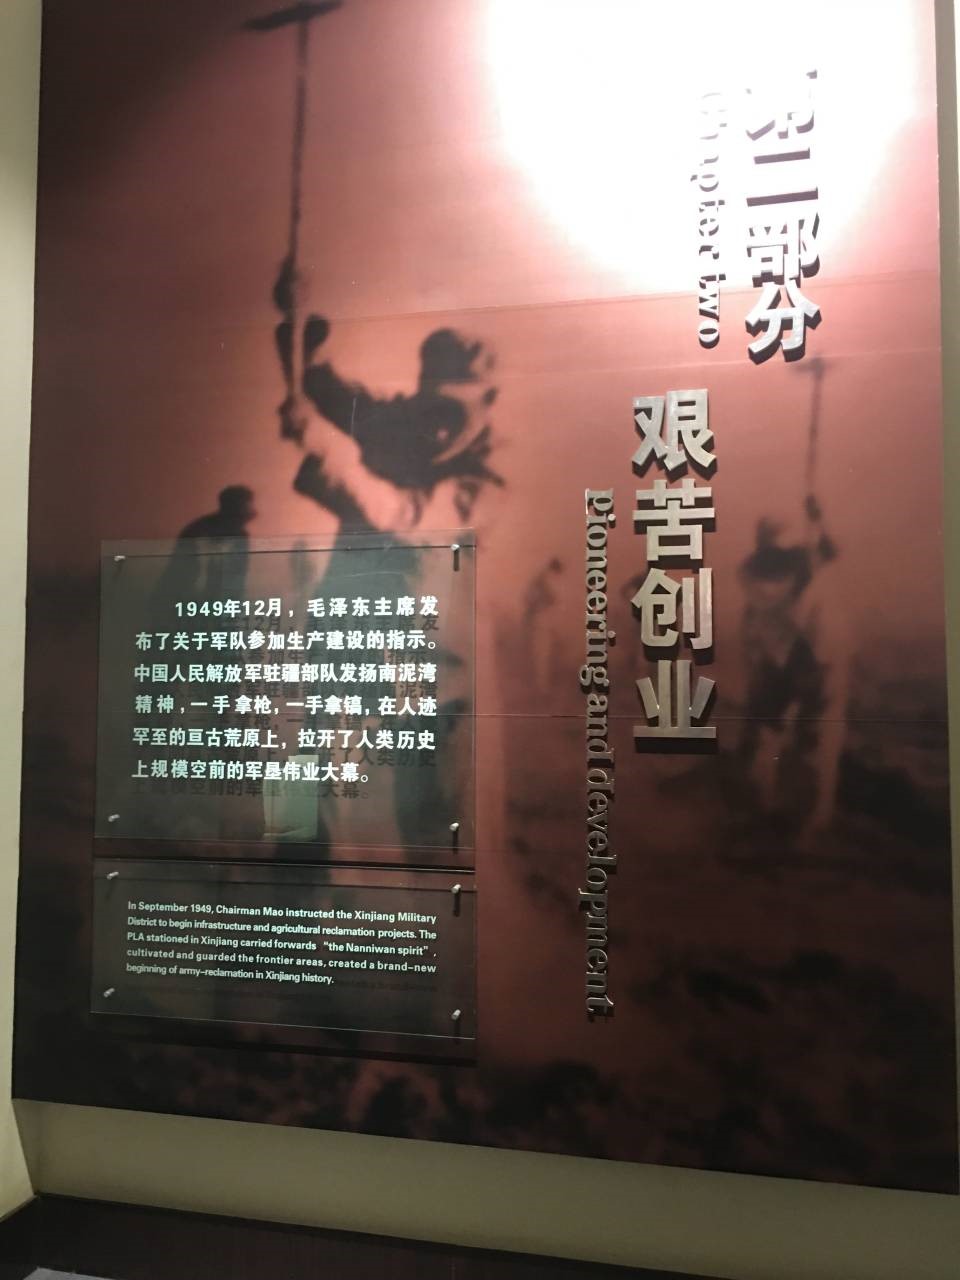 第二部分
Chapter two
艰苦创业
Pioneering and development
1949年12月，毛泽东主席发
布了关于军队参加生产建设的指示。
中国人民解放军驻疆部队发扬南泥湾
精神，一手拿枪，一手拿镐，在人迹
罕至的亘古荒原上，拉开了人类历史
上规模空前的军垦伟业大幕。
In September 1949, Chairman Mao instructed the Xinjiang Military
District to begin infrastructure and agricultural reclamation projects. The
PLA stationed in Xinjiang carried forwards “the Nanniwan spirit”,
cultivated and guarded the frontier areas, created a brand-new
beginning of army-reclamation in Xinjiang history.